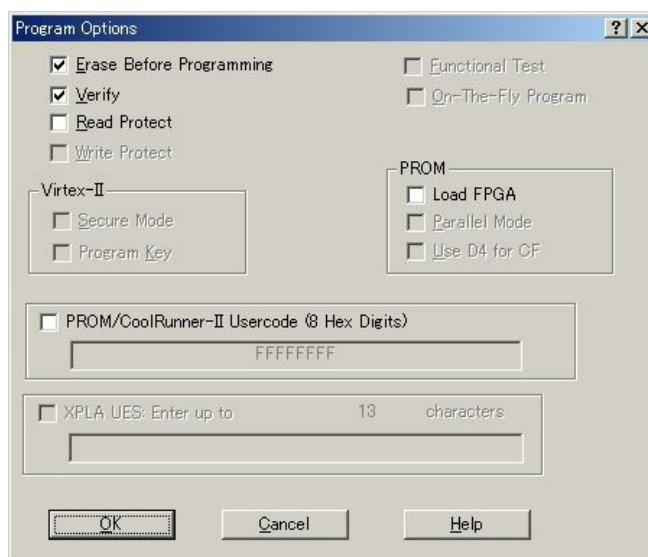 Program Options
Erase Before Programming
Verify
Read Protect
Write Protect
Functional Test
On-The-Fly Program
Virtex-II
Secure Mode
Program Key
PROM
Load FPGA
Parallel Mode
Use D4 for CF
PROM/CoolRunner-II Usercode (8 Hex Digits)
FFFFFFFF
XPLA UES: Enter up to 13 characters
OK Cancel Help